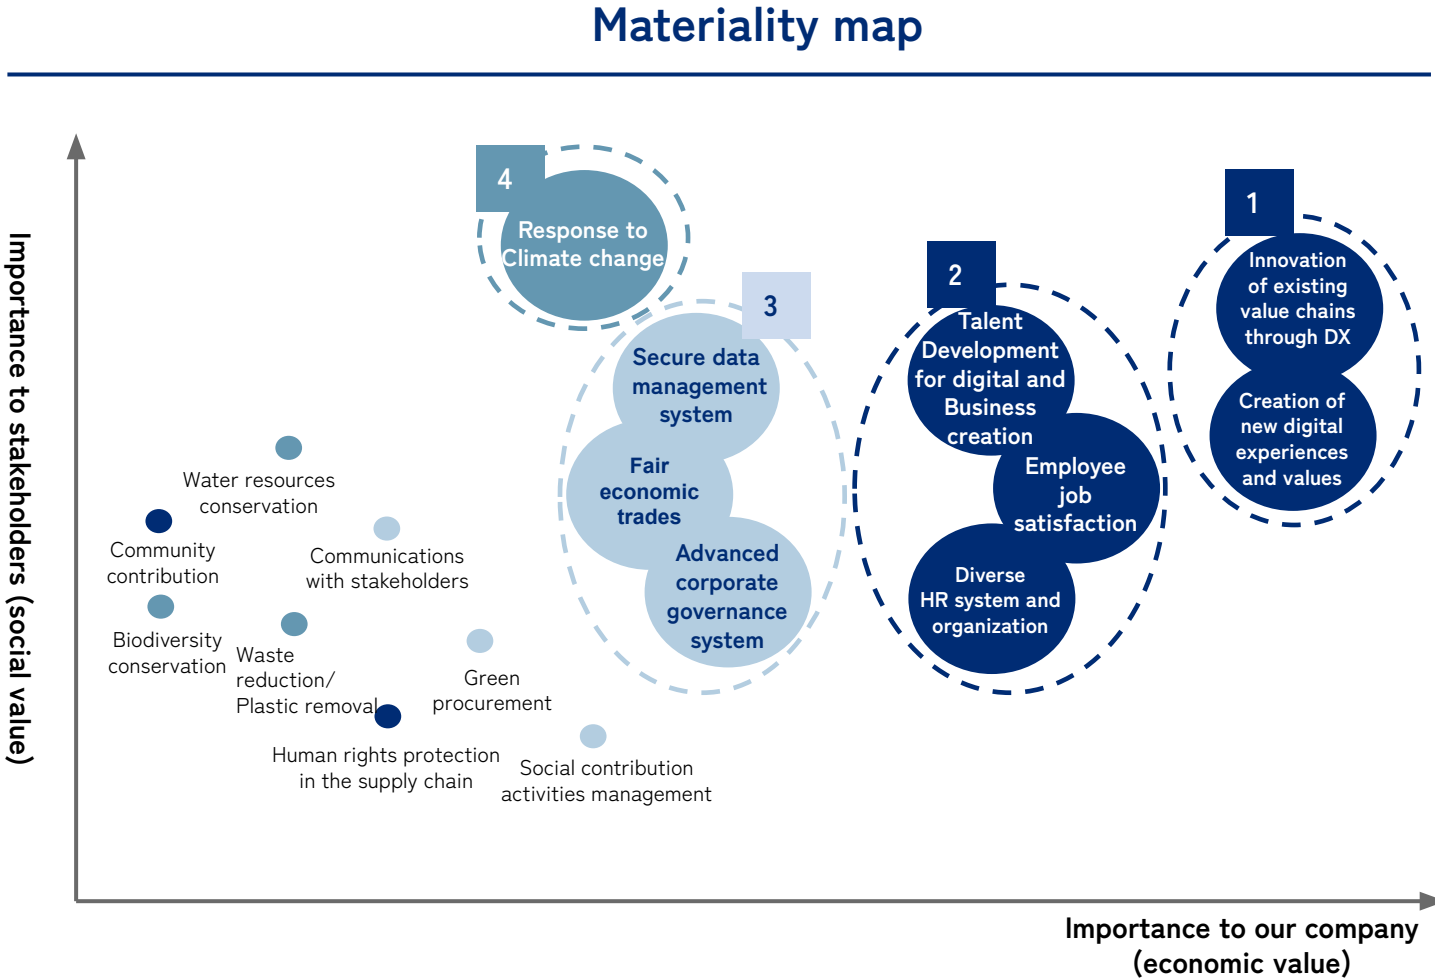 Materiality map
Importance to stakeholders (social value)
4
Response to
Climate change
3
Secure data
management
system
Fair
economic
trades
Advanced
corporate
governance
system
2
Talent
Development
for digital and
Business
creation
Employee
job
satisfaction
Diverse
HR system and
organization
1
Innovation
of existing
value chains
through DX
Creation of
new digital
experiences
and values
Water resources
conservation
Community
contribution
Communications
with stakeholders
Biodiversity
conservation
Waste
reduction/
Plastic removal
Green
procurement
Human rights protection
in the supply chain
Social contribution
activities management
Importance to our company
(economic value)